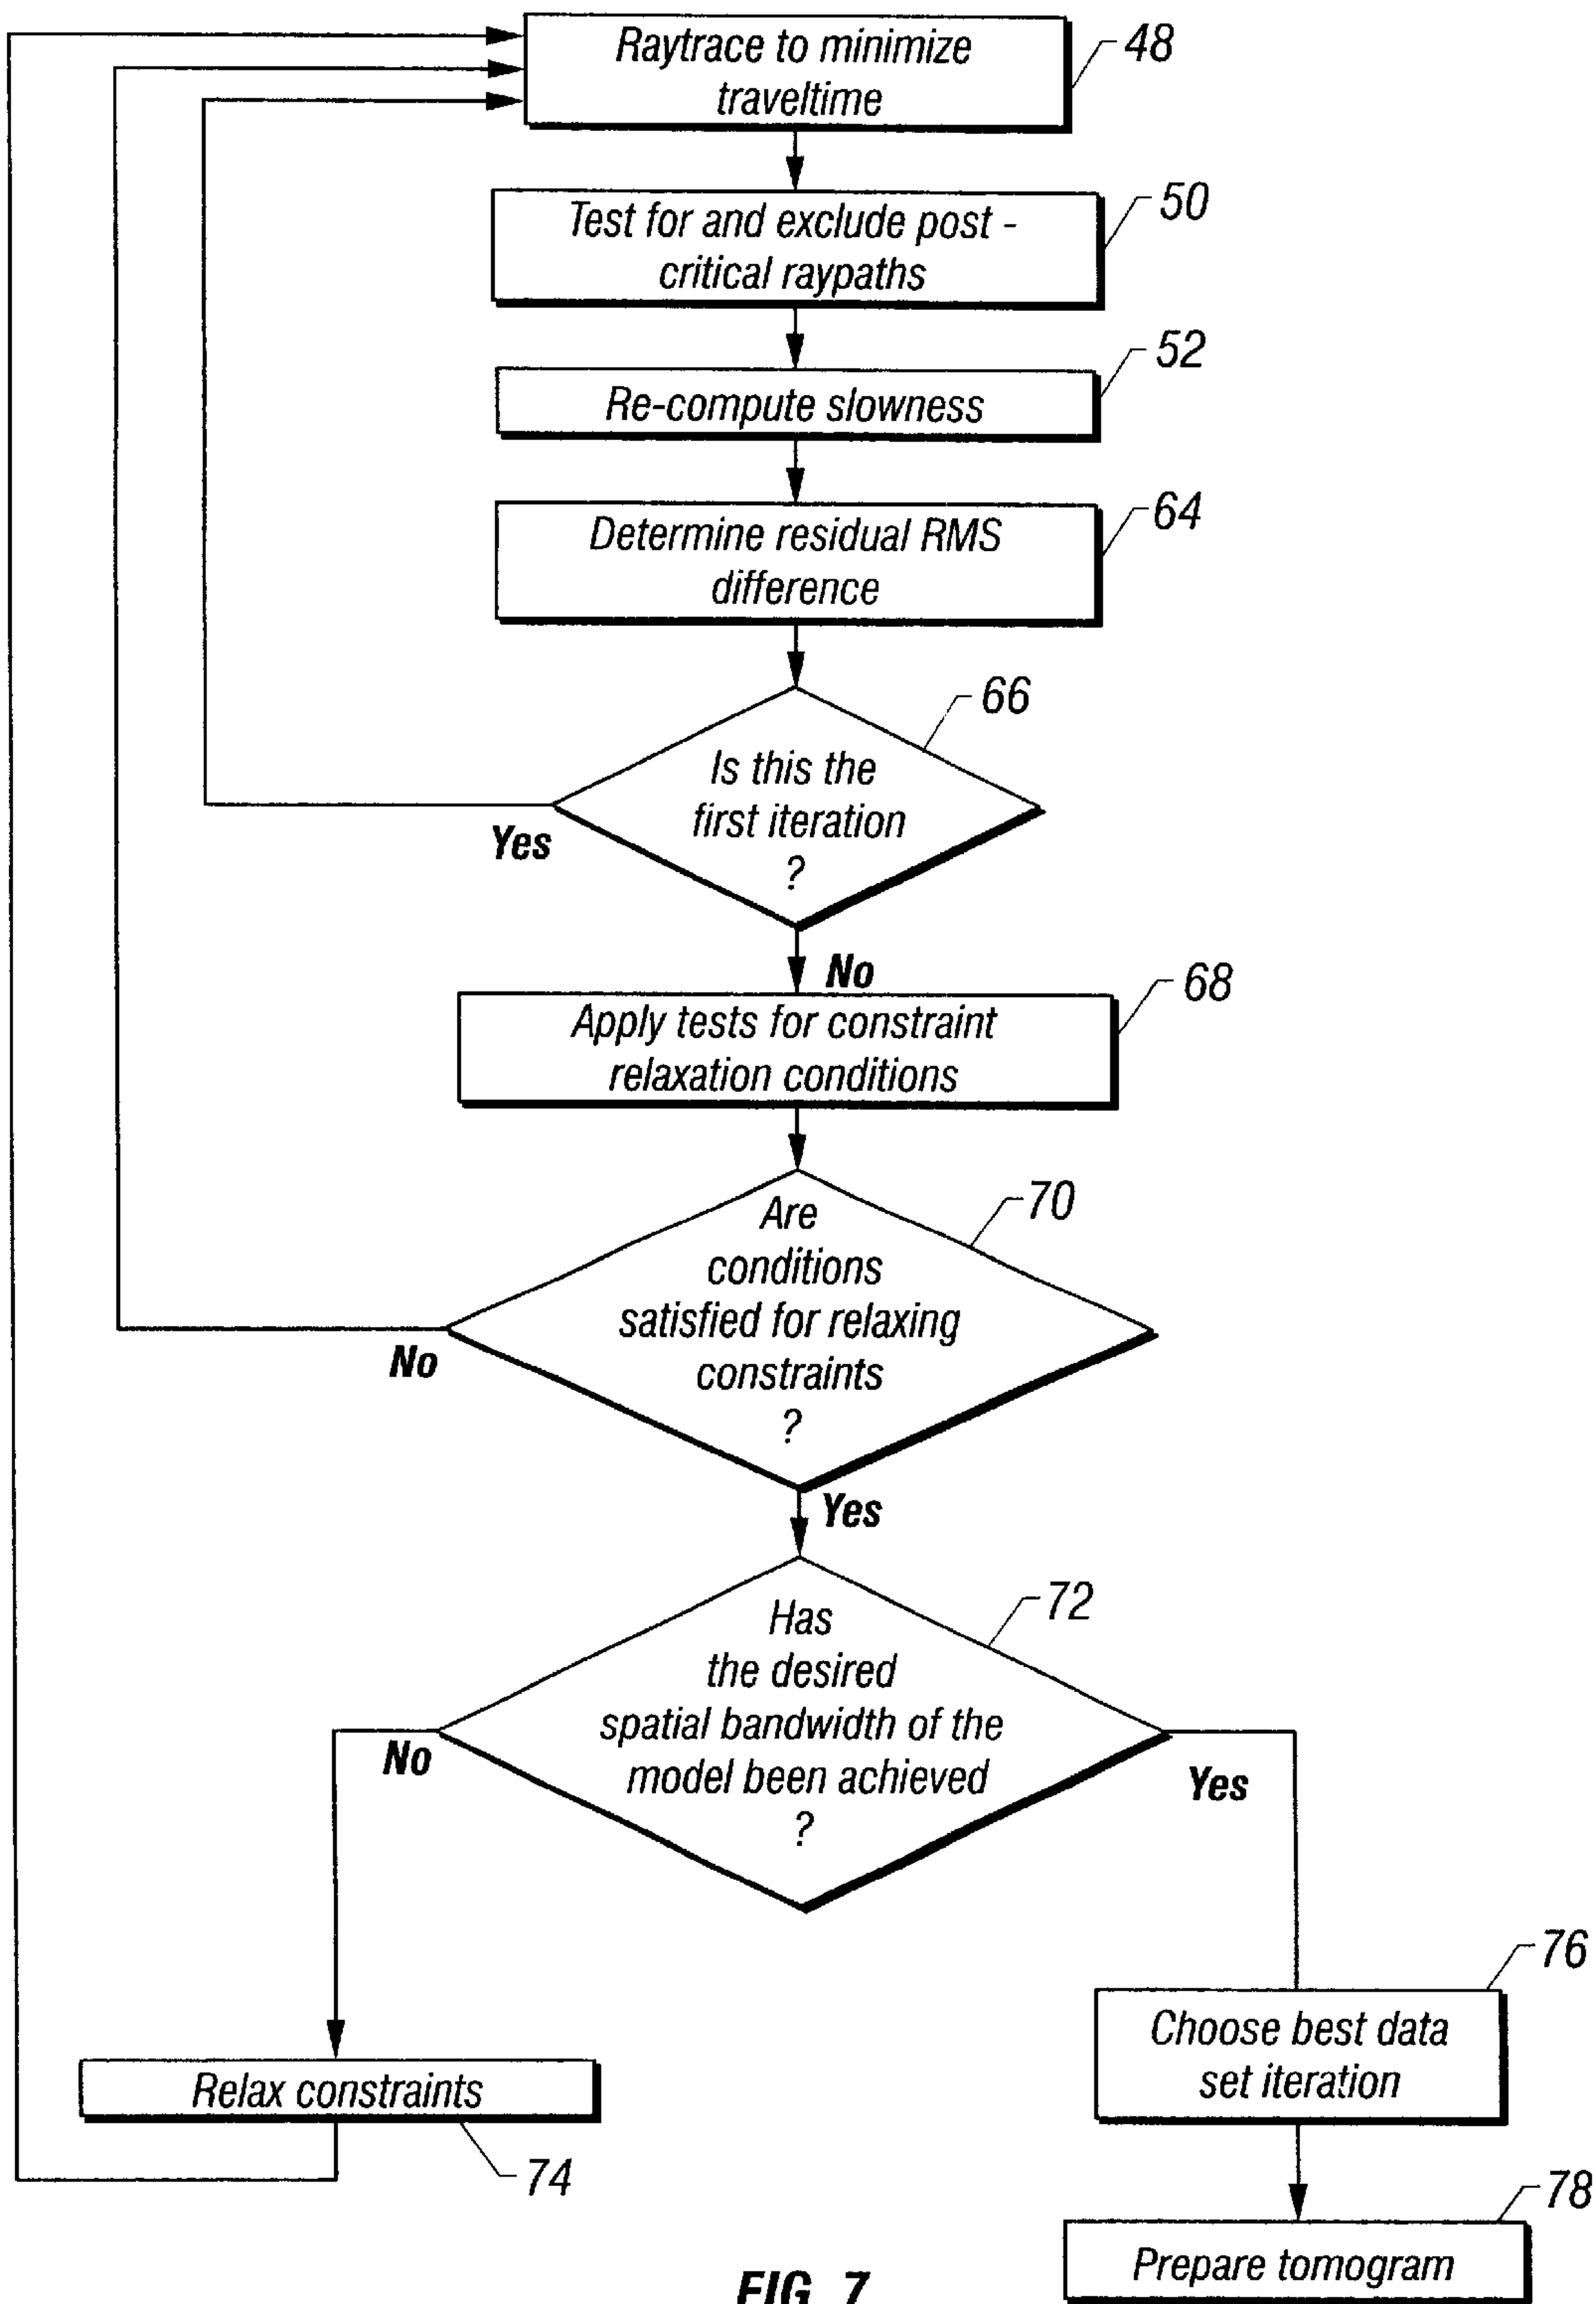 Raytrace to minimize
traveltime
48
Test for and exclude post -
critical raypaths
50
Re-compute slowness
52
Determine residual RMS
difference
64
Is this the
first iteration
?
66
Yes
No
Apply tests for constraint
relaxation conditions
68
Are
conditions
satisfied for relaxing
constraints
?
70
No
Yes
Has
the desired
spatial bandwidth of the
model been achieved
?
72
No
Yes
Relax constraints
74
Choose best data
set iteration
76
Prepare tomogram
78
FIG. 7